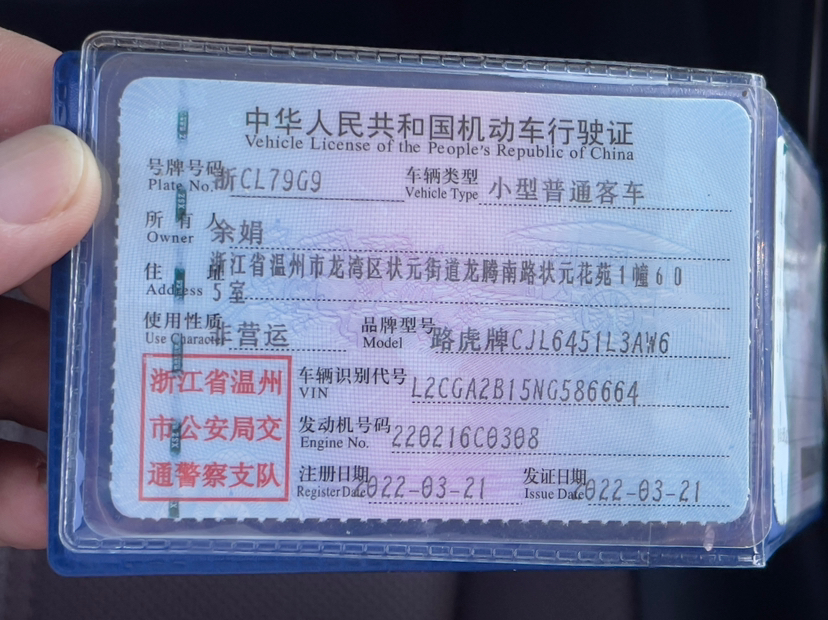 中华人民共和国机动车行驶证
Vehicle License of the People's Republic of China
号牌号码 浙CL79G9 车辆类型 小型普通客车
Plate No. Vehicle Type
所有人 余娟
Owner
住址 浙江省温州市龙湾区状元街道龙腾南路状元花苑1幢60
Address 5室
使用性质 非营运 品牌型号 路虎牌CJL6451L3AW6
Use Character Model
浙江省温州
市公安局交
通警察支队
车辆识别代号 L2CGA2B15NG586664
VIN
发动机号码 220216C0308
Engine No.
注册日期 2022-03-21 发证日期 2022-03-21
Register Date Issue Date